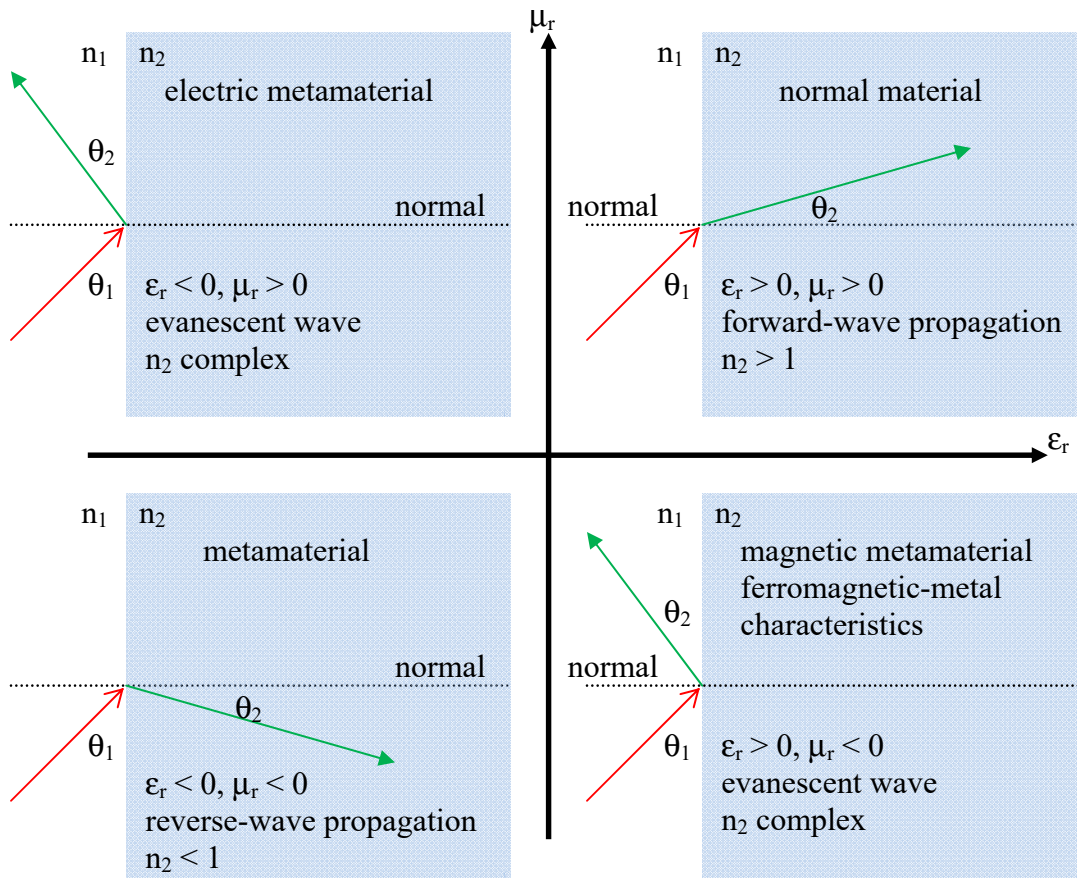 μr
n1 n2
electric metamaterial
θ2
normal
θ1
εr < 0, μr > 0
evanescent wave
n2 complex
n1 n2
normal material
normal
θ2
θ1
εr > 0, μr > 0
forward-wave propagation
n2 > 1
εr
n1 n2
metamaterial
normal
θ2
θ1
εr < 0, μr < 0
reverse-wave propagation
n2 < 1
n1 n2
magnetic metamaterial
ferromagnetic-metal
characteristics
θ2
normal
θ1
εr > 0, μr < 0
evanescent wave
n2 complex